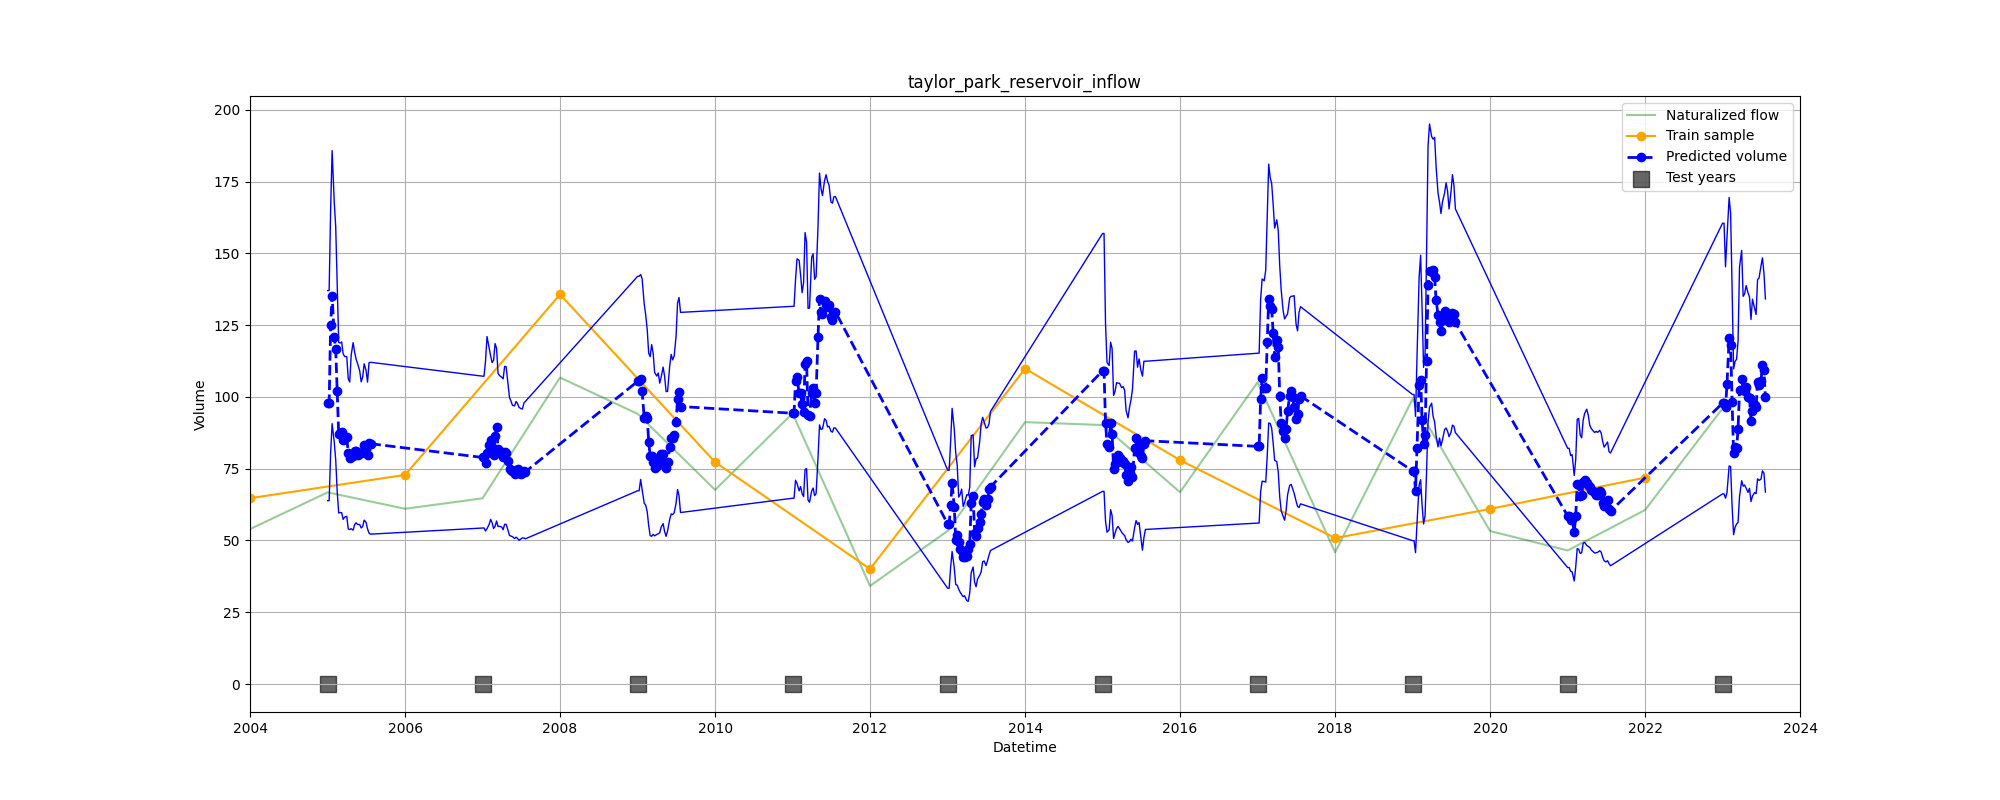 taylor_park_reservoir_inflow
Naturalized flow
Train sample
Predicted volume
Test years
Volume
200
175
150
125
100
75
50
25
0
2004 2006 2008 2010 2012 2014 2016 2018 2020 2022 2024
Datetime